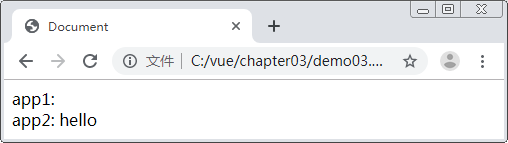 Document
文件 C:/vue/chapter03/demo03....
app1:
app2: hello